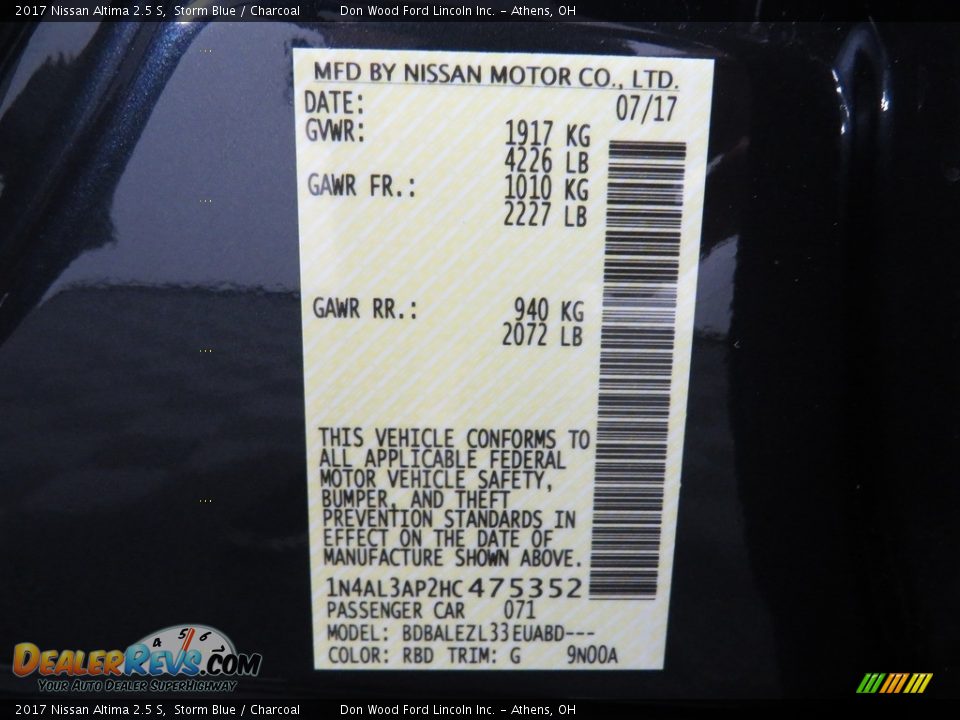 2017 Nissan Altima 2.5 S, Storm Blue / Charcoal Don Wood Ford Lincoln Inc. - Athens, OH
MFD BY NISSAN MOTOR CO., LTD.
DATE: 07/17
GVWR: 1917 KG
4226 LB
GAWR FR.: 1010 KG
2227 LB
GAWR RR.: 940 KG
2072 LB
THIS VEHICLE CONFORMS TO
ALL APPLICABLE FEDERAL
MOTOR VEHICLE SAFETY,
BUMPER, AND THEFT
PREVENTION STANDARDS IN
EFFECT ON THE DATE OF
MANUFACTURE SHOWN ABOVE.
1N4AL3AP2HC475352
PASSENGER CAR 071
MODEL: BDBALEZL33EUABD---
COLOR: RBD TRIM: G 9N00A
4 5 6
DEALERREVS.COM
YOUR AUTO DEALER SUPERHIGHWAY
2017 Nissan Altima 2.5 S, Storm Blue / Charcoal Don Wood Ford Lincoln Inc. - Athens, OH